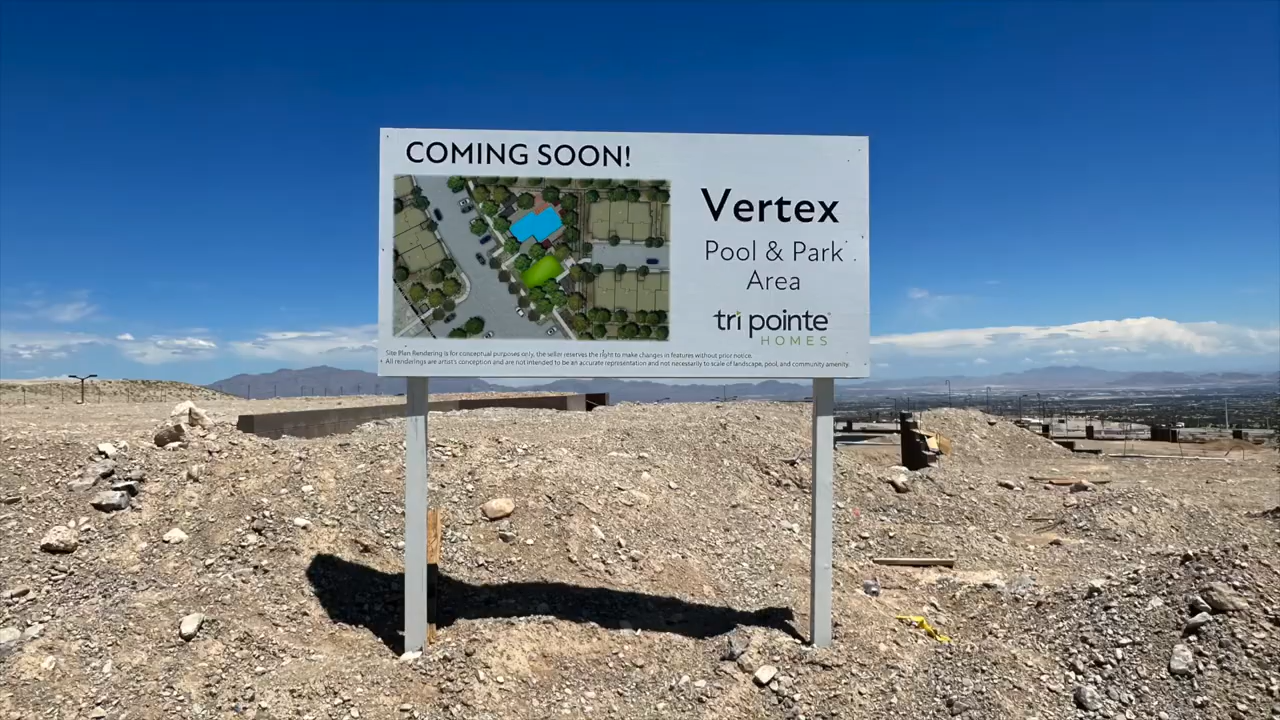 COMING SOON!
Vertex
Pool & Park
Area
tri pointe
HOMES
Site Plan Rendering is for conceptual purposes only, the seller reserves the right to make changes in features without prior notice.
All renderings are artist's conception and are not intended to be an accurate representation and not necessarily to scale of landscape, pool, and community amenity.